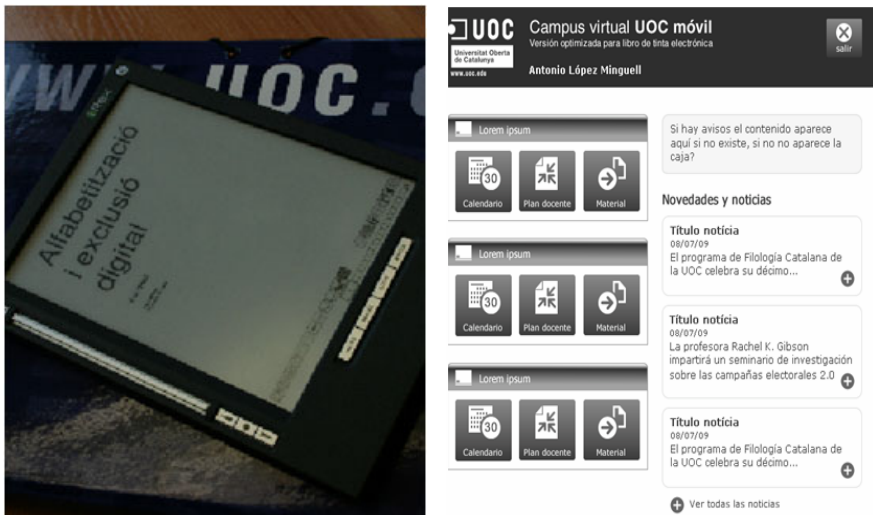 www.UOC.
iRex
Alfabetització
i exclusió
digital
UOC
Universitat Oberta
de Catalunya
www.uoc.edu
Campus virtual UOC móvil
Versión optimizada para libro de
tinta electrónica
Antonio López Minguell
salir
Lorem ipsum
Calendario Plan docente Material
Lorem ipsum
Calendario Plan docente Material
Lorem ipsum
Calendario Plan docente Material
30
30
30
Si hay avisos el contenido aparece
aquí si no existe, si no no aparece la
caja?
Novedades y noticias
Título notícia
08/07/09
El programa de Filología Catalana de
la UOC celebra su décimo...
Título notícia
08/07/09
La profesora Rachel K. Gibson
impartirá un seminario de investigación
sobre las campañas electorales 2.0
Título notícia
08/07/09
El programa de Filología Catalana de
la UOC celebra su décimo...
Ver todas las noticias